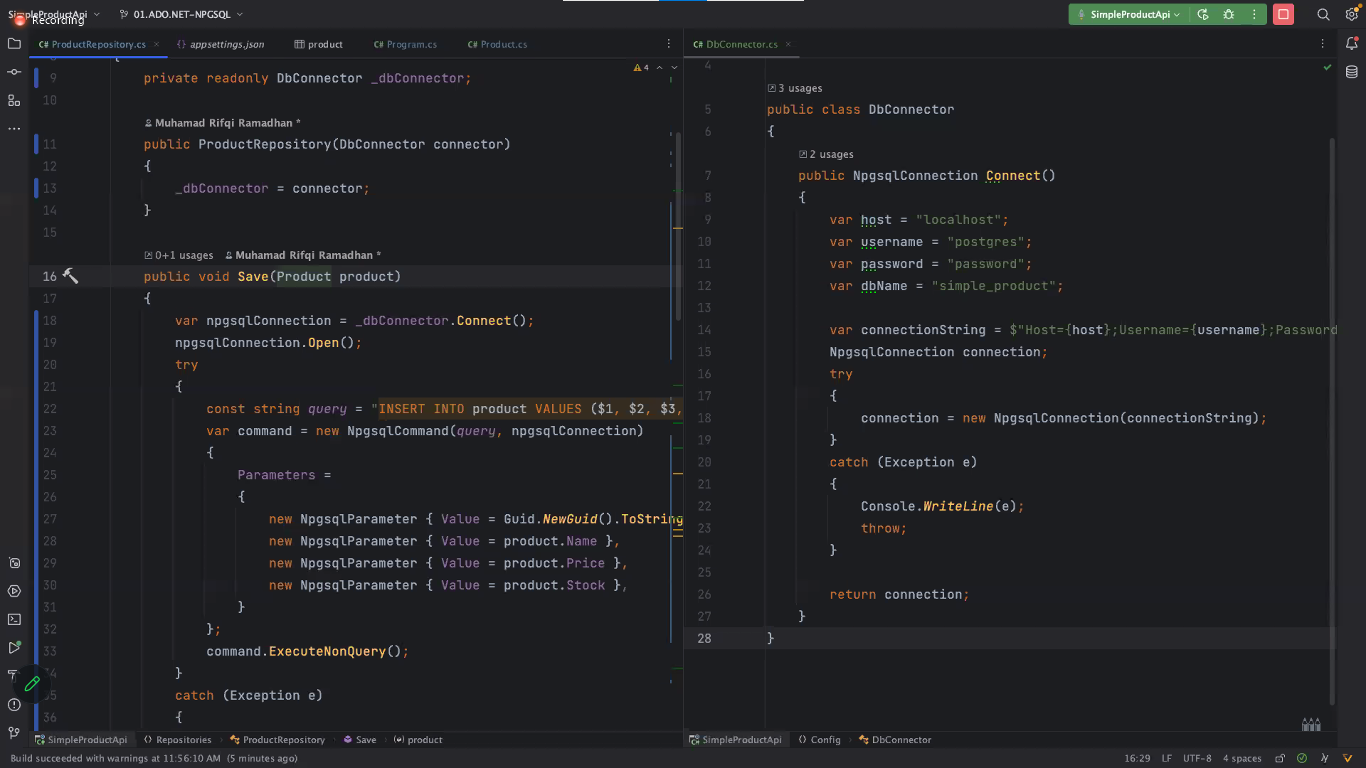 SimpleProductApi
Recording
01.ADO.NET-NPGSQL
SimpleProductApi
ProductRepository.cs
appsettings.json
product
Program.cs
Product.cs
4
9 private readonly DbConnector _dbConnector;
10
Muhamad Rifqi Ramadhan *
11 public ProductRepository(DbConnector connector)
12 {
13 _dbConnector = connector;
14 }
15
0+1 usages Muhamad Rifqi Ramadhan *
16 public void Save(Product product)
17 {
18 var npgsqlConnection = _dbConnector.Connect();
19 npgsqlConnection.Open();
20 try
21 {
22 const string query = "INSERT INTO product VALUES ($1, $2, $3,
23 var command = new NpgsqlCommand(query, npgsqlConnection)
24 {
25 Parameters =
26 {
27 new NpgsqlParameter { Value = Guid.NewGuid().ToString
28 new NpgsqlParameter { Value = product.Name },
29 new NpgsqlParameter { Value = product.Price },
30 new NpgsqlParameter { Value = product.Stock },
31 }
32 };
33 command.ExecuteNonQuery();
34 }
35 catch (Exception e)
36 {
SimpleProductApi Repositories ProductRepository Save product
DbConnector.cs
4
3 usages
5 public class DbConnector
6 {
2 usages
7 public NpgsqlConnection Connect()
8 {
9 var host = "localhost";
10 var username = "postgres";
11 var password = "password";
12 var dbName = "simple_product";
13
14 var connectionString = $"Host={host};Username={username};Password
15 NpgsqlConnection connection;
16 try
17 {
18 connection = new NpgsqlConnection(connectionString);
19 }
20 catch (Exception e)
21 {
22 Console.WriteLine(e);
23 throw;
24 }
25
26 return connection;
27 }
28 }
SimpleProductApi Config DbConnector
Build succeeded with warnings at 11:56:10 AM (5 minutes ago)
16:29 LF UTF-8 4 spaces